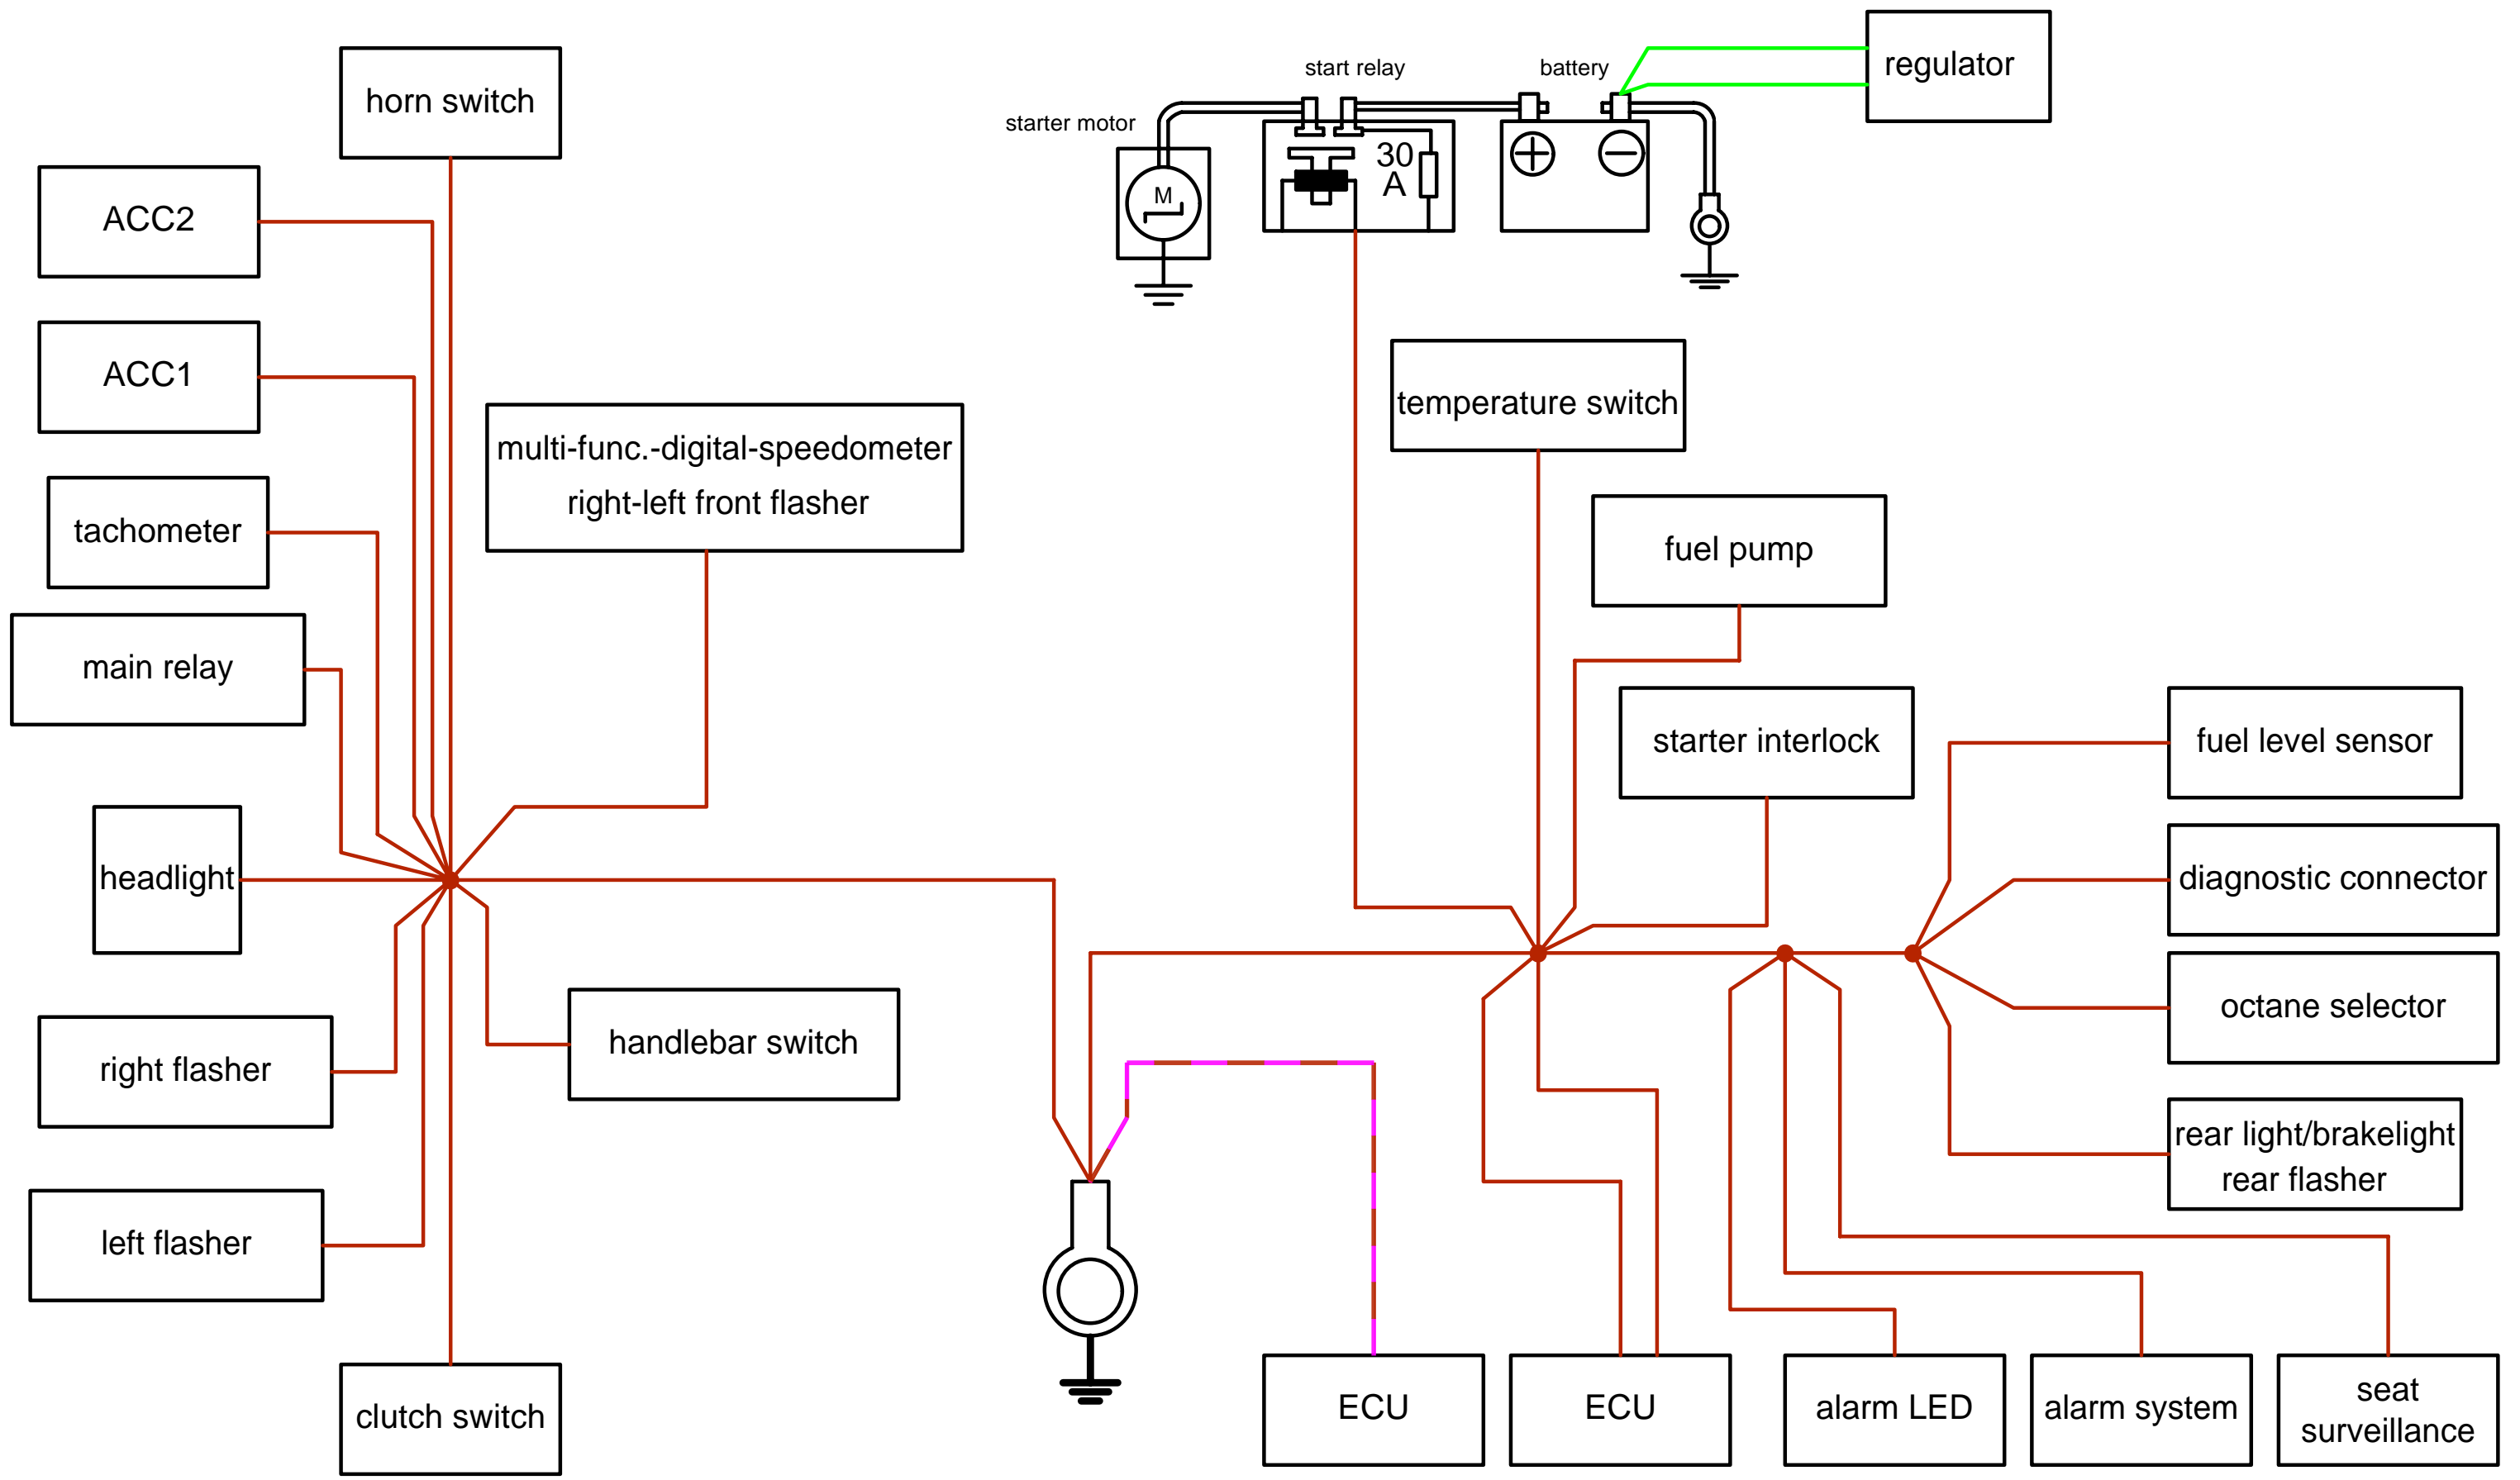 regulator
start relay
battery
horn switch
starter motor
30
A
M
ACC2
ACC1
temperature switch
multi-func.-digital-speedometer
right-left front flasher
tachometer
fuel pump
main relay
starter interlock
fuel level sensor
headlight
diagnostic connector
octane selector
handlebar switch
right flasher
rear light/brakelight
rear flasher
left flasher
clutch switch
ECU
ECU
alarm LED
alarm system
seat
surveillance